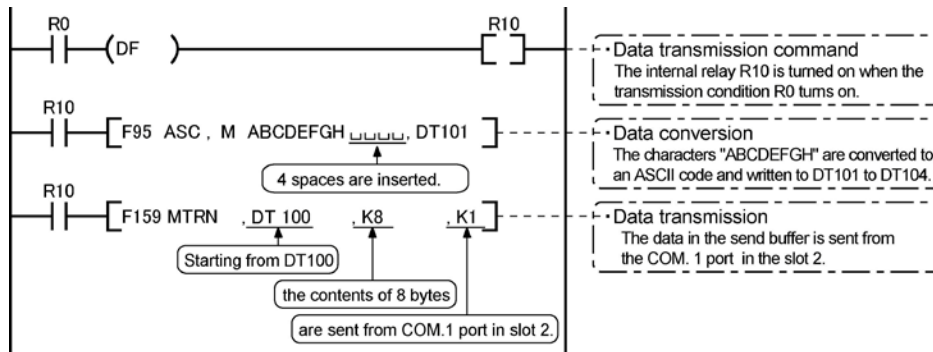 R0
DF
R10
Data transmission command
The internal relay R10 is turned on when the
transmission condition R0 turns on.
R10
F95 ASC , M ABCDEFGH␣␣␣␣, DT101
Data conversion
The characters "ABCDEFGH" are converted to
an ASCII code and written to DT101 to DT104.
4 spaces are inserted.
R10
F159 MTRN , DT 100 , K8 , K1
Data transmission
The data in the send buffer is sent from
the COM. 1 port in the slot 2.
Starting from DT100
the contents of 8 bytes
are sent from COM.1 port in slot 2.